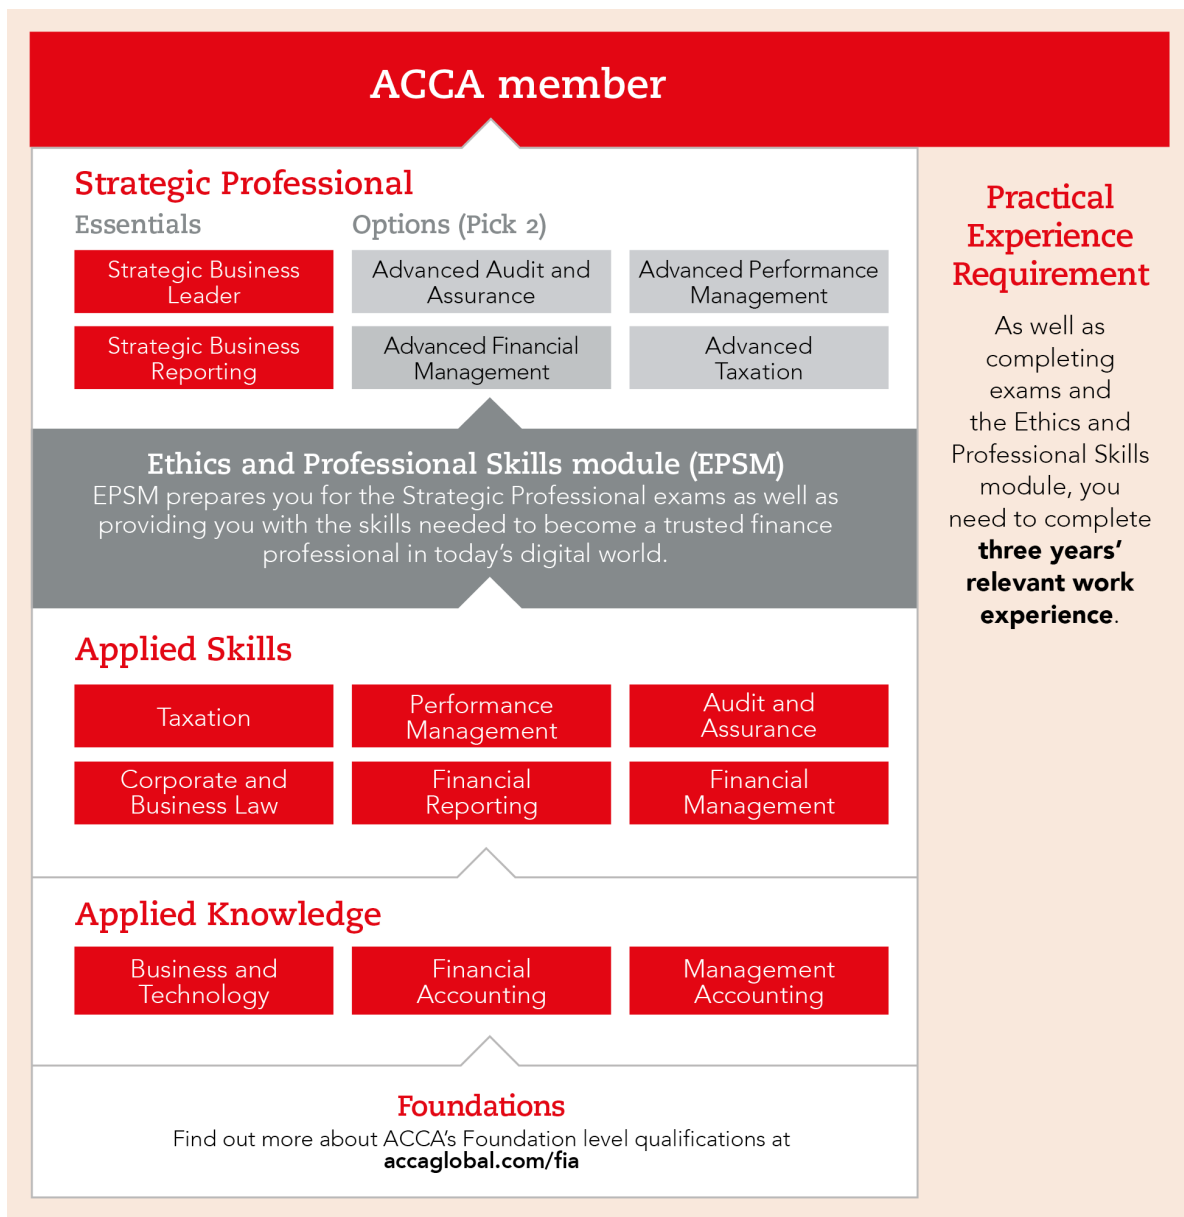 ACCA member
Strategic Professional
Essentials
Options (Pick 2)
Strategic Business
Leader
Advanced Audit and
Assurance
Advanced Performance
Management
Strategic Business
Reporting
Advanced Financial
Management
Advanced
Taxation
Ethics and Professional Skills module (EPSM)
EPSM prepares you for the Strategic Professional exams as well as
providing you with the skills needed to become a trusted finance
professional in today’s digital world.
Applied Skills
Taxation
Performance
Management
Audit and
Assurance
Corporate and
Business Law
Financial
Reporting
Financial
Management
Applied Knowledge
Business and
Technology
Financial
Accounting
Management
Accounting
Foundations
Find out more about ACCA’s Foundation level qualifications at
accaglobal.com/fia
Practical
Experience
Requirement
As well as
completing
exams and
the Ethics and
Professional Skills
module, you
need to complete
three years’
relevant work
experience.